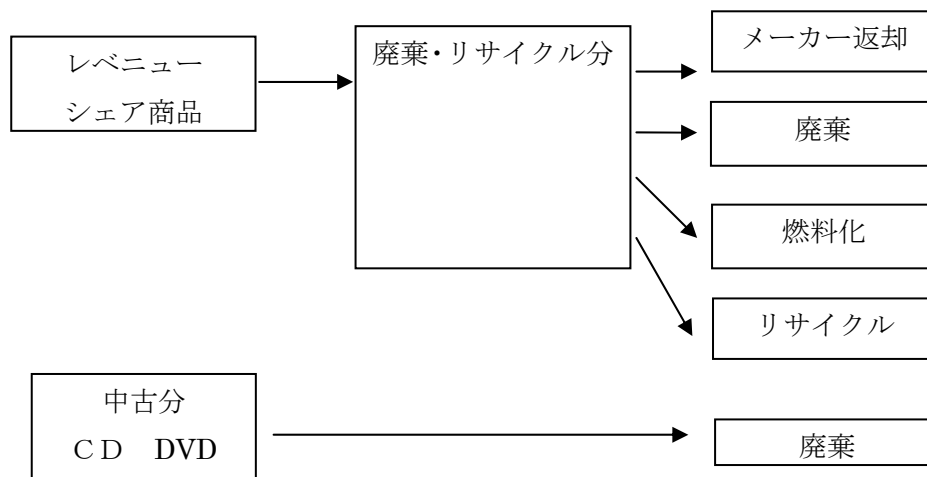 レベニュー
シェア商品
廃棄・リサイクル分
メーカー返却
廃棄
燃料化
リサイクル
中古分
ＣＤ　DVD
廃棄